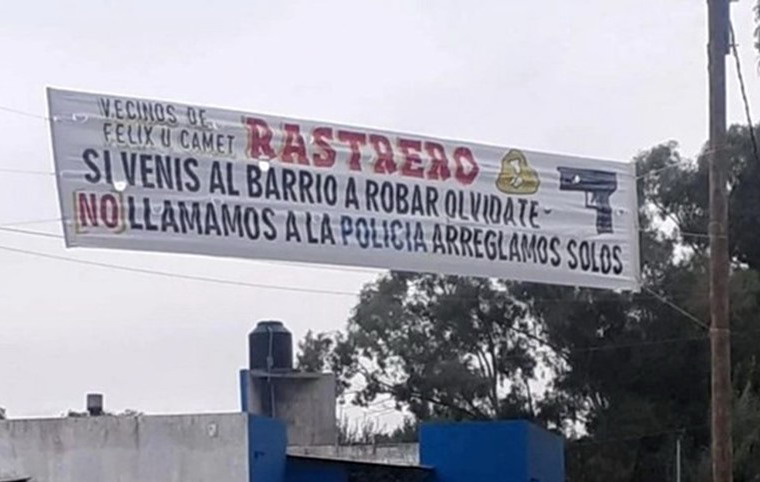 VECINOS DE
FELIX U CAMET RASTRERO
SI VENIS AL BARRIO A ROBAR OLVIDATE-
NO LLAMAMOS A LA POLICIA ARREGLAMOS SOLOS